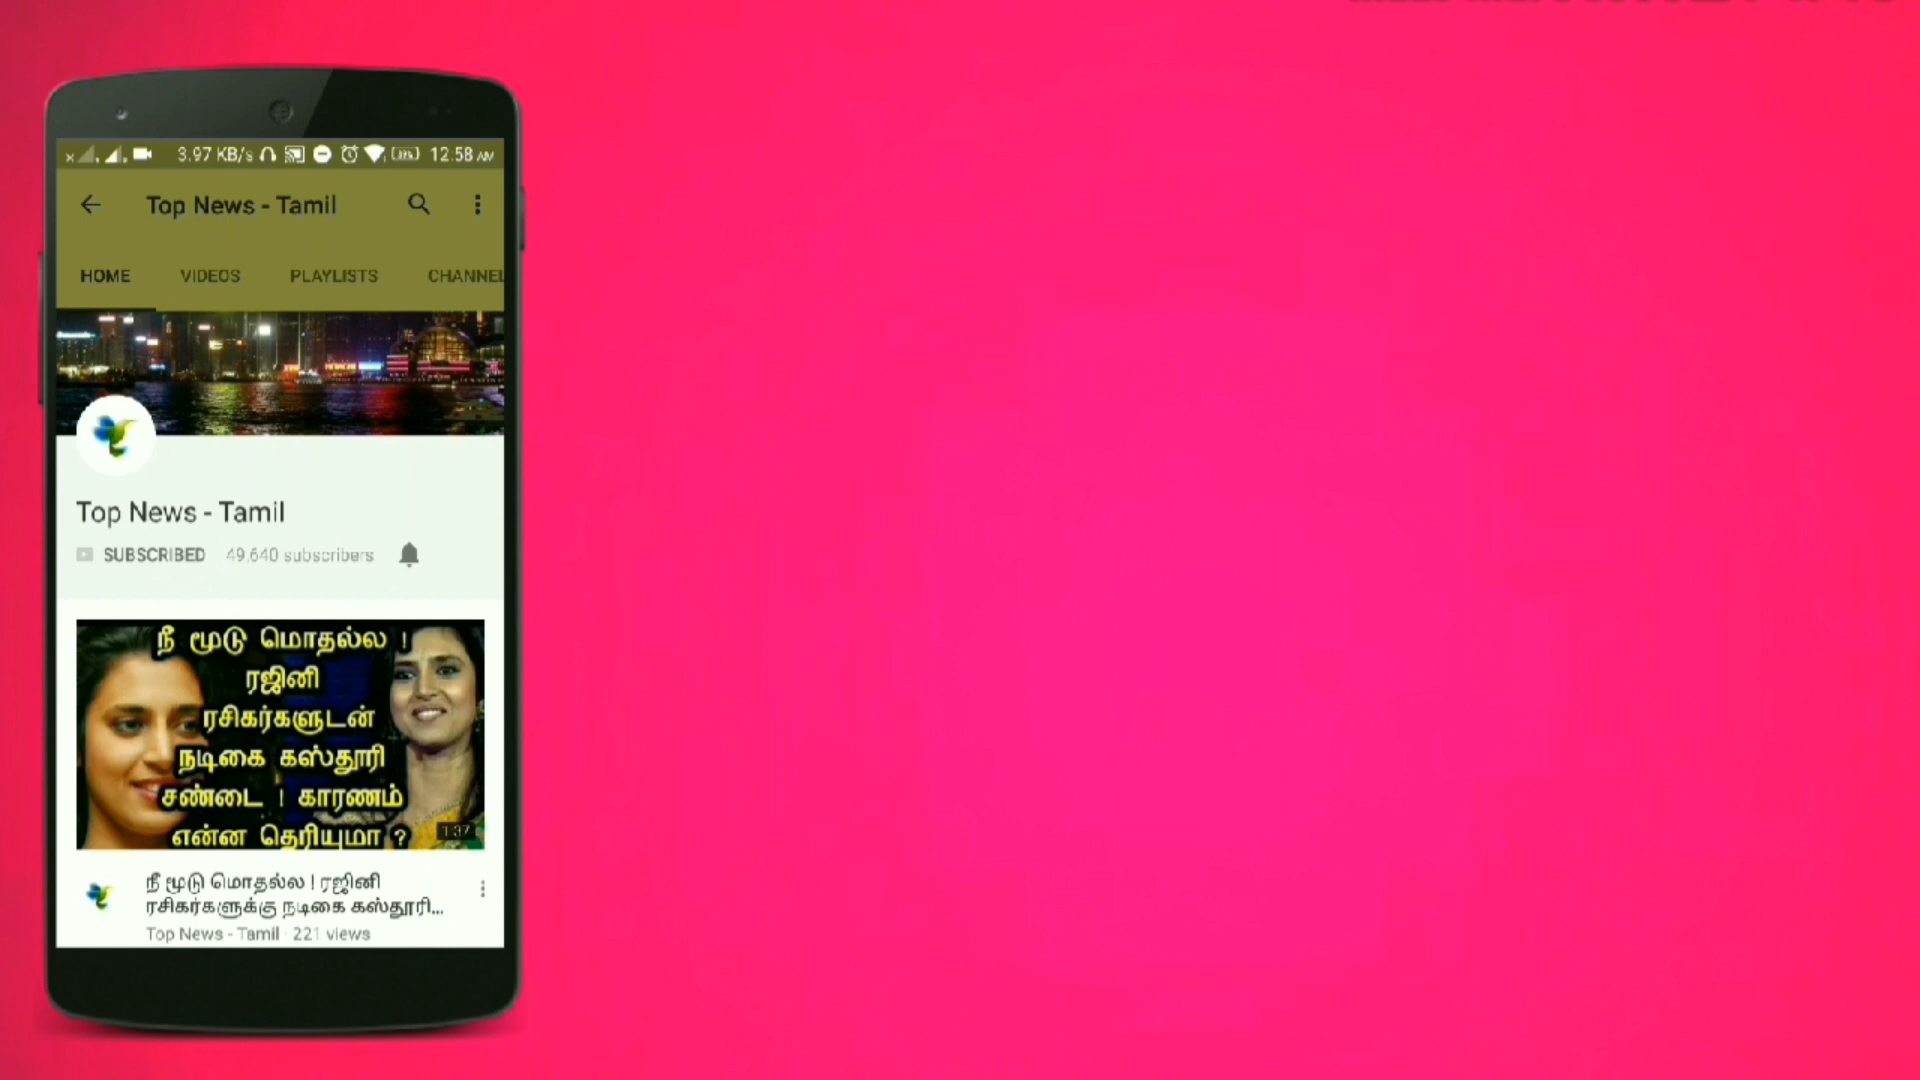 3.97 KB/s 12.58 AM
Top News - Tamil
HOME VIDEOS PLAYLISTS CHANNEL
Top News - Tamil
SUBSCRIBED 49,640 subscribers
நீ மூடு மொதல்ல !
ரஜினி
ரசிகர்களுடன்
நடிகை கஸ்தூரி
சண்டை ! காரணம்
என்ன தெரியுமா ?
1:37
நீ மூடு மொதல்ல ! ரஜினி
ரசிகர்களுக்கு நடிகை கஸ்தூரி...
Top News - Tamil · 221 views